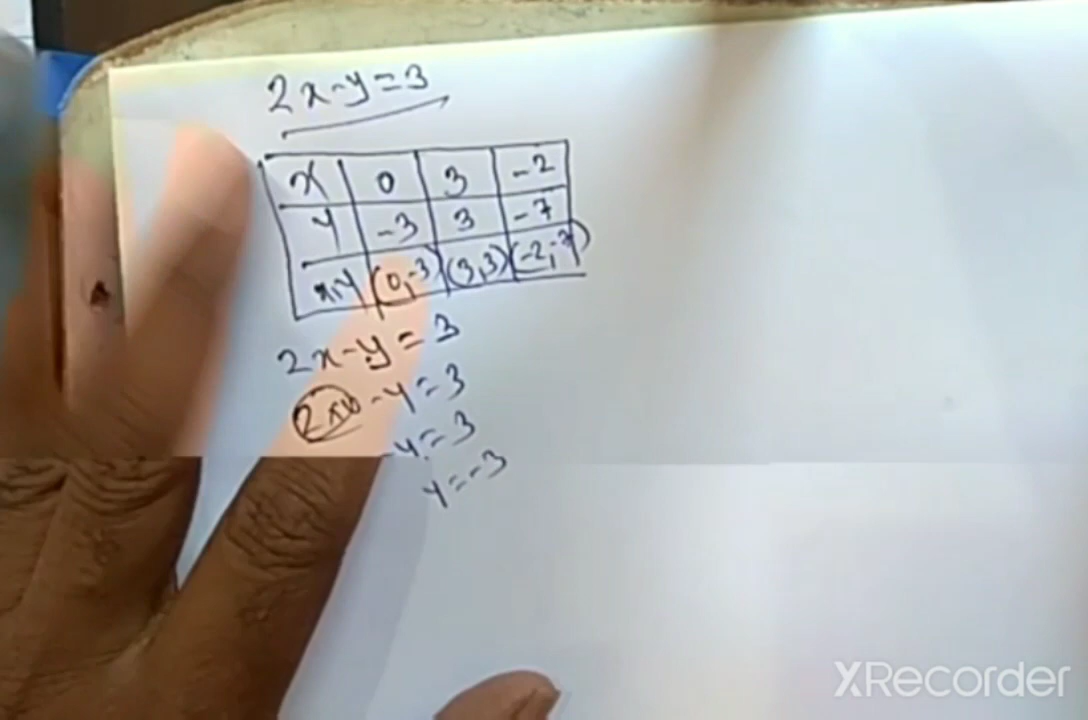 2x-y=3
x 0 3 -2
y -3 3 -7
x,y (0,-3) (3,3) (-2,-7)
2x-y=3
2x0-y=3
-y=3
y=-3
XRecorder